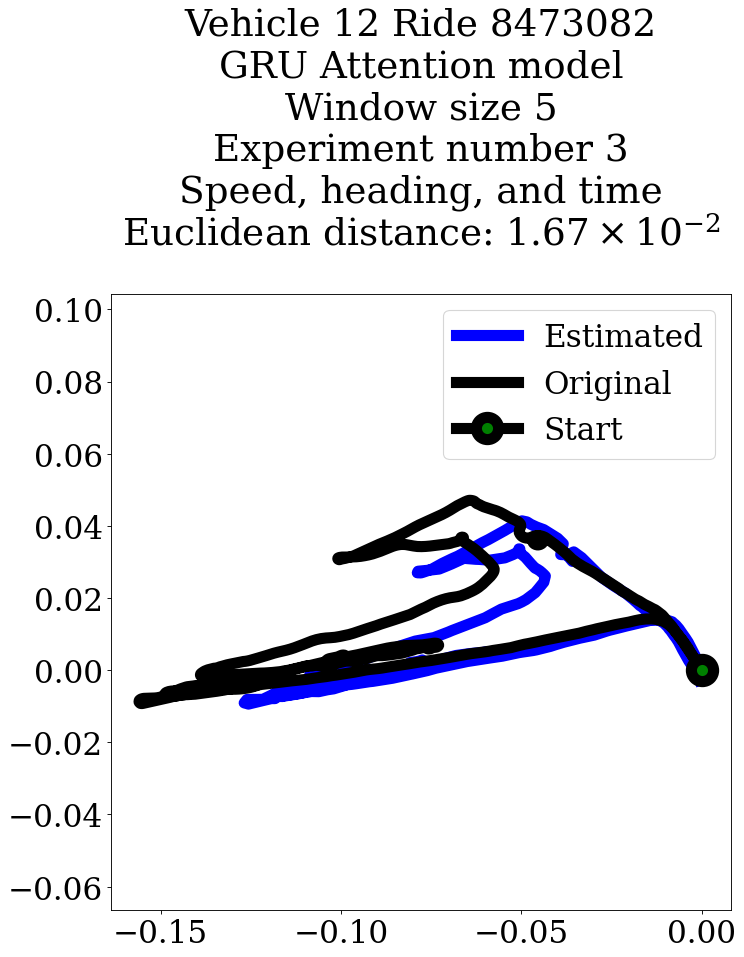 Vehicle 12 Ride 8473082
GRU Attention model
Window size 5
Experiment number 3
Speed, heading, and time
Euclidean distance: 1.67 × 10⁻²
Estimated
Original
Start
0.10
0.08
0.06
0.04
0.02
0.00
−0.02
−0.04
−0.06
−0.15 −0.10 −0.05 0.00